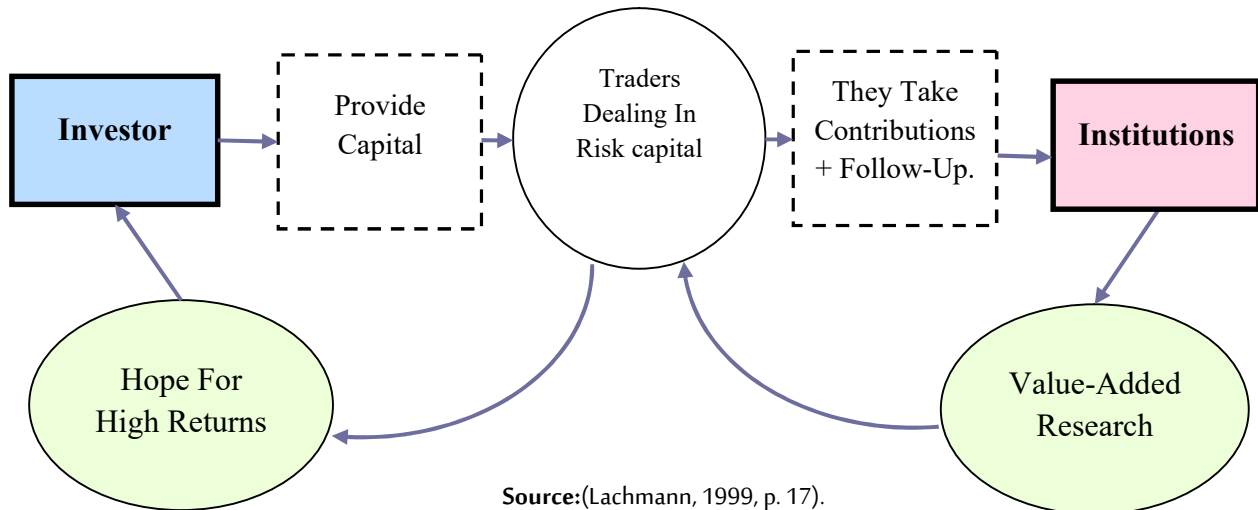 Investor
Provide
Capital
Traders
Dealing In
Risk capital
They Take
Contributions
+ Follow-Up.
Institutions
Hope For
High Returns
Value-Added
Research
Source:(Lachmann, 1999, p. 17).